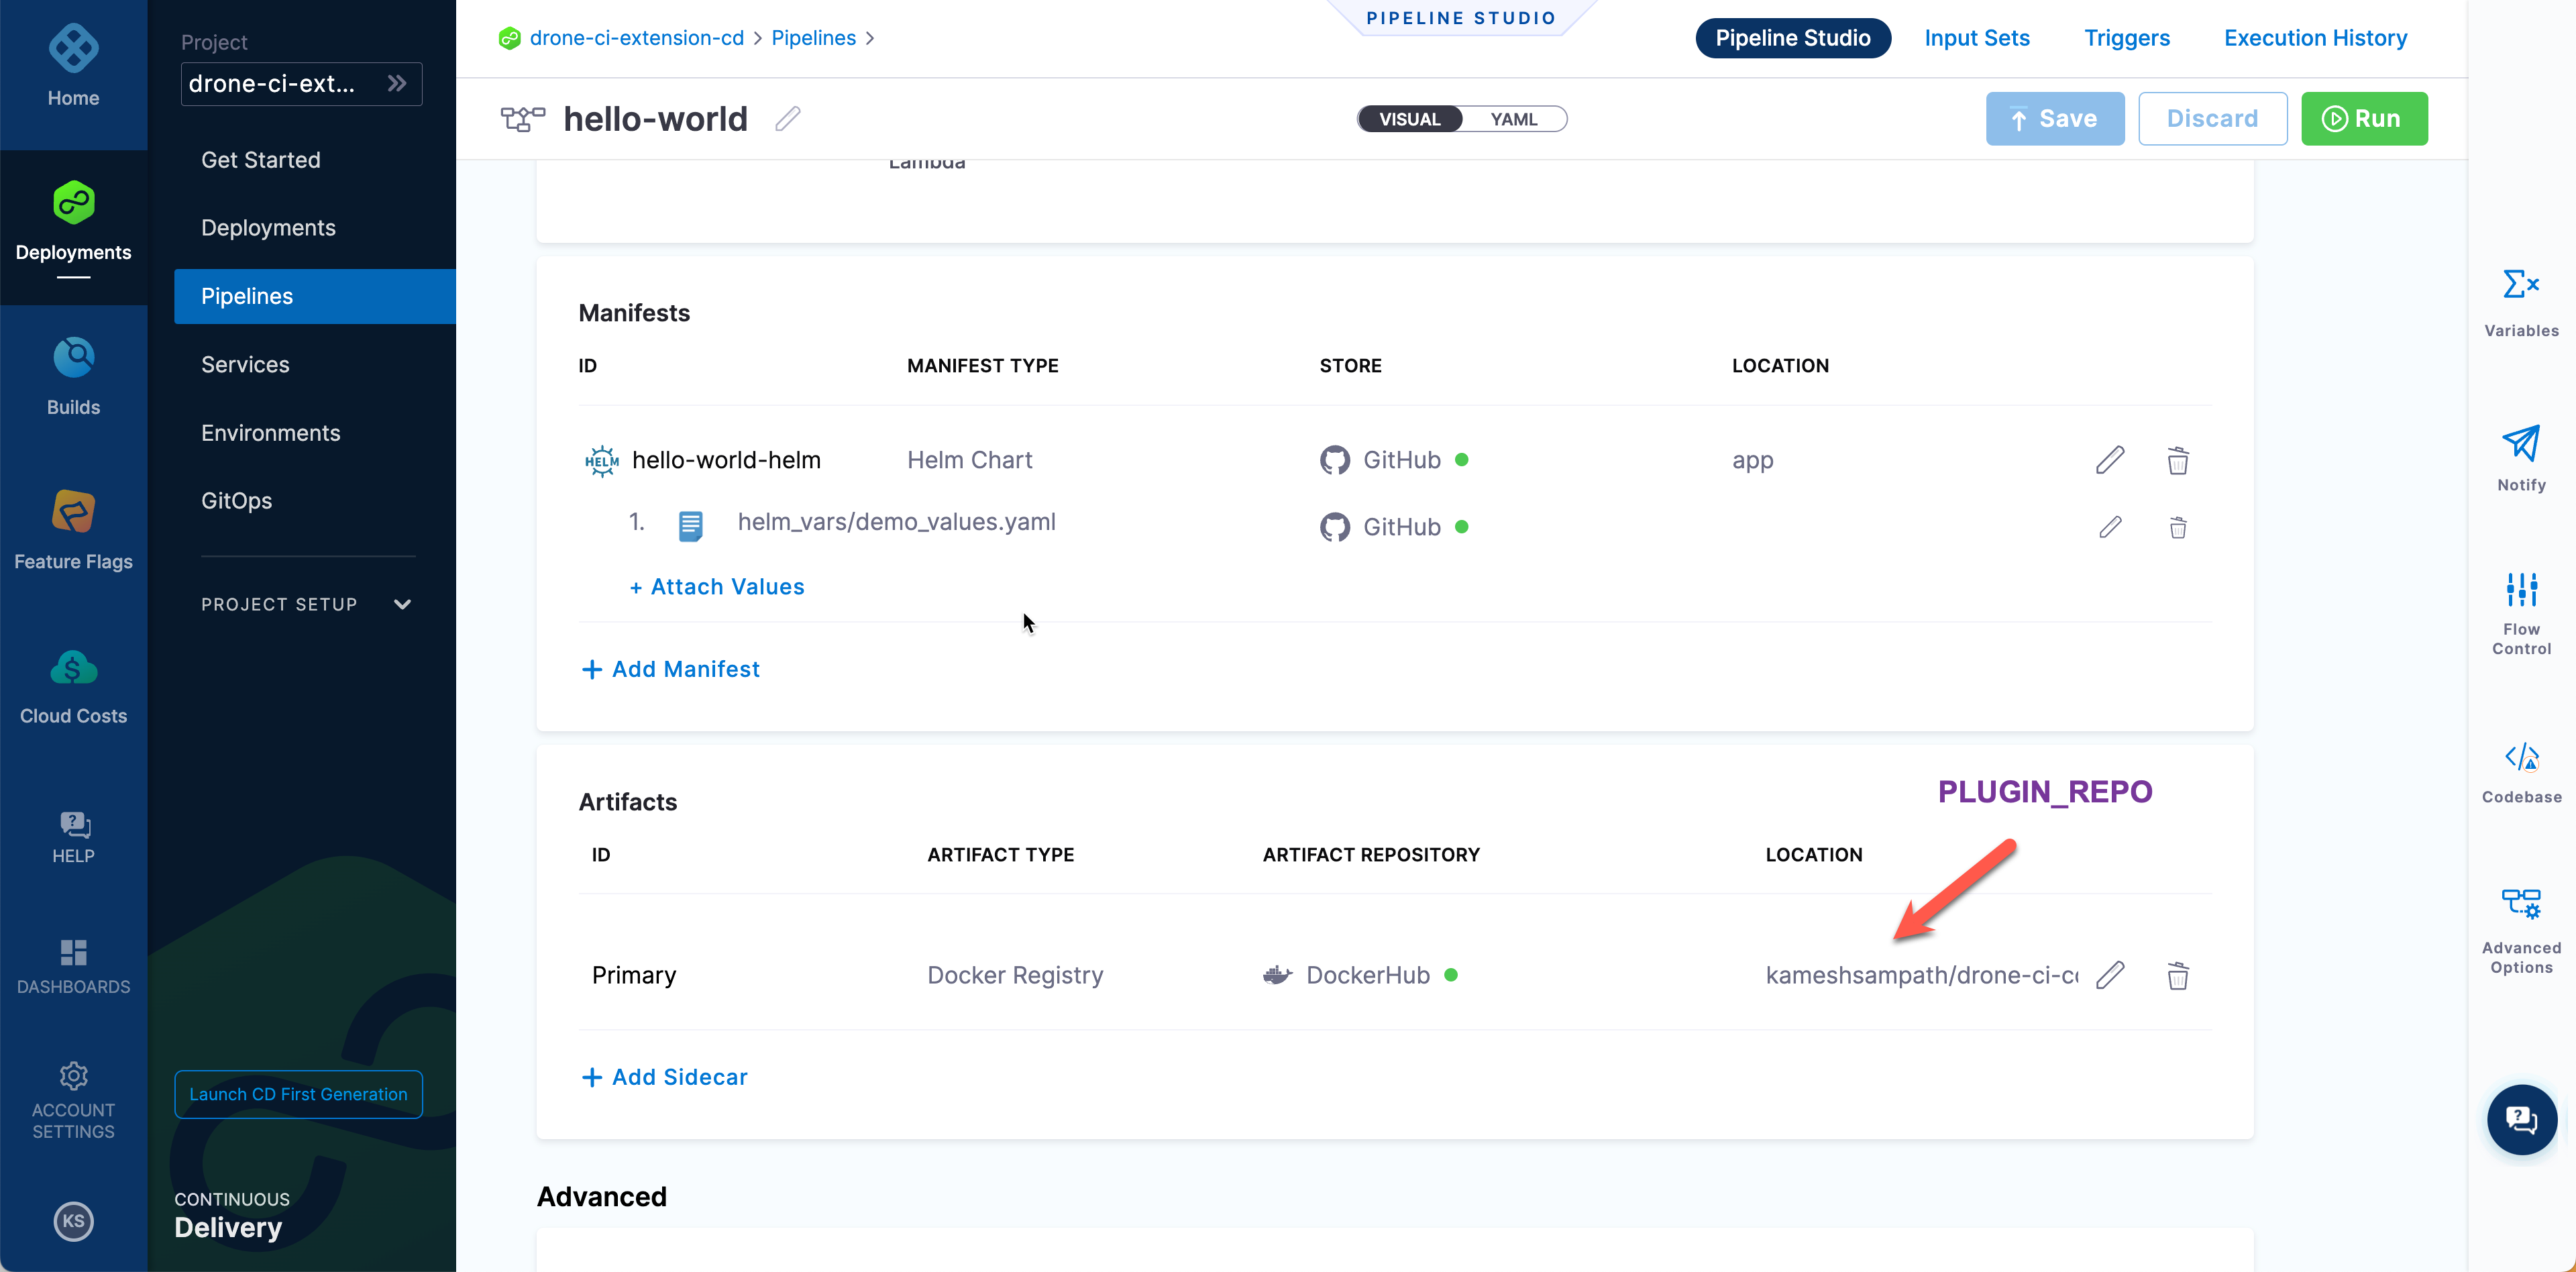 Home
Deployments
Builds
Feature Flags
Cloud Costs
HELP
DASHBOARDS
ACCOUNT
SETTINGS
KS
Project
drone-ci-ext...
Get Started
Deployments
Pipelines
Services
Environments
GitOps
PROJECT SETUP
Launch CD First Generation
CONTINUOUS
Delivery
drone-ci-extension-cd > Pipelines >
PIPELINE STUDIO
Pipeline Studio Input Sets Triggers Execution History
hello-world
VISUAL YAML
Save Discard Run
Lambda
Manifests
ID MANIFEST TYPE STORE LOCATION
HELM hello-world-helm Helm Chart GitHub app
1. helm_vars/demo_values.yaml GitHub
+ Attach Values
+ Add Manifest
Artifacts
PLUGIN_REPO
ID ARTIFACT TYPE ARTIFACT REPOSITORY LOCATION
Primary Docker Registry DockerHub kameshsampath/drone-ci-c
+ Add Sidecar
Advanced
Variables
Notify
Flow
Control
Codebase
Advanced
Options